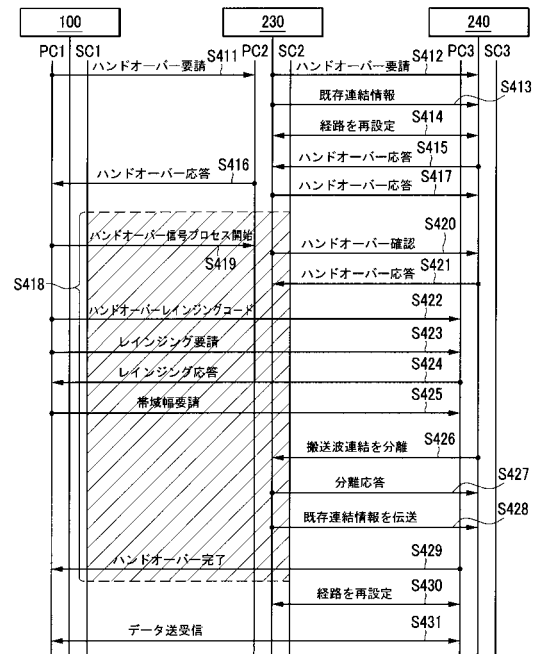 100
230
240
PC1 SC1
PC2 SC2
PC3 SC3
ハンドオーバー要請 S411
ハンドオーバー要請 S412
既存連結情報 S413
経路を再設定 S414
ハンドオーバー応答 S415
ハンドオーバー応答 S416
ハンドオーバー応答 S417
S418
ハンドオーバー信号プロセス開始
S419
ハンドオーバー確認 S420
ハンドオーバー応答 S421
ハンドオーバーレインジングコード S422
レインジング要請 S423
レインジング応答 S424
帯域幅要請 S425
搬送波連結を分離 S426
分離応答 S427
既存連結情報を伝送 S428
ハンドオーバー完了 S429
経路を再設定 S430
データ送受信 S431